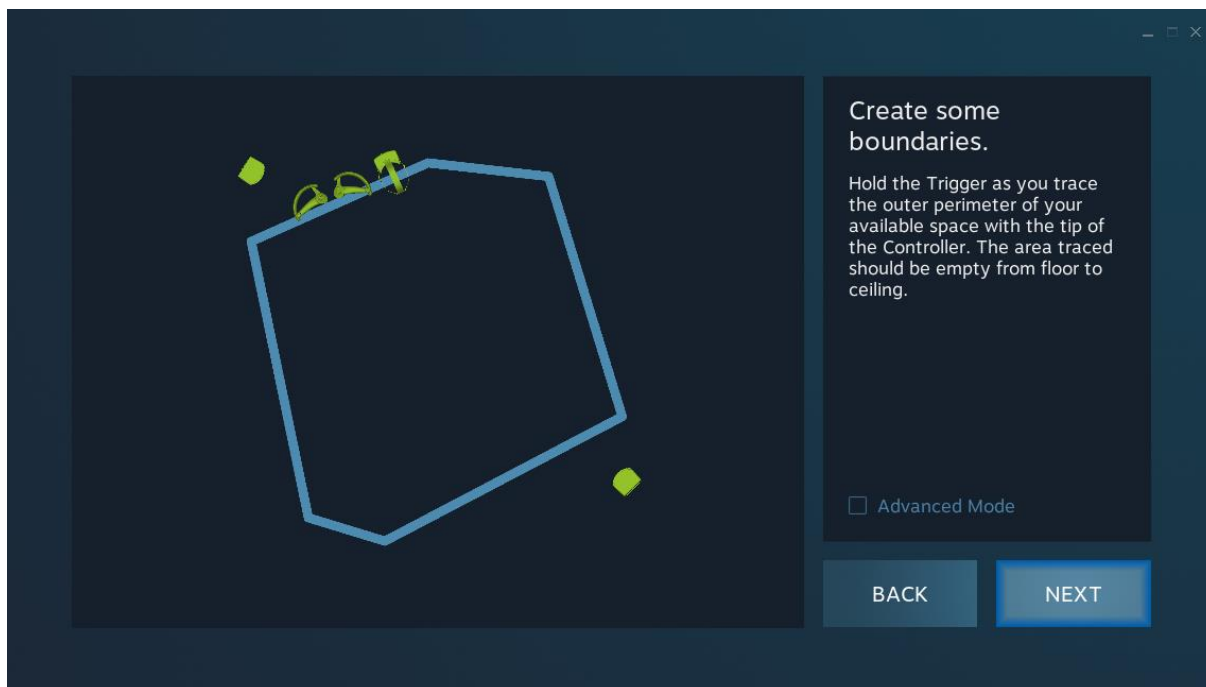 Create some
boundaries.
Hold the Trigger as you trace
the outer perimeter of your
available space with the tip of
the Controller. The area traced
should be empty from floor to
ceiling.
Advanced Mode
BACK
NEXT